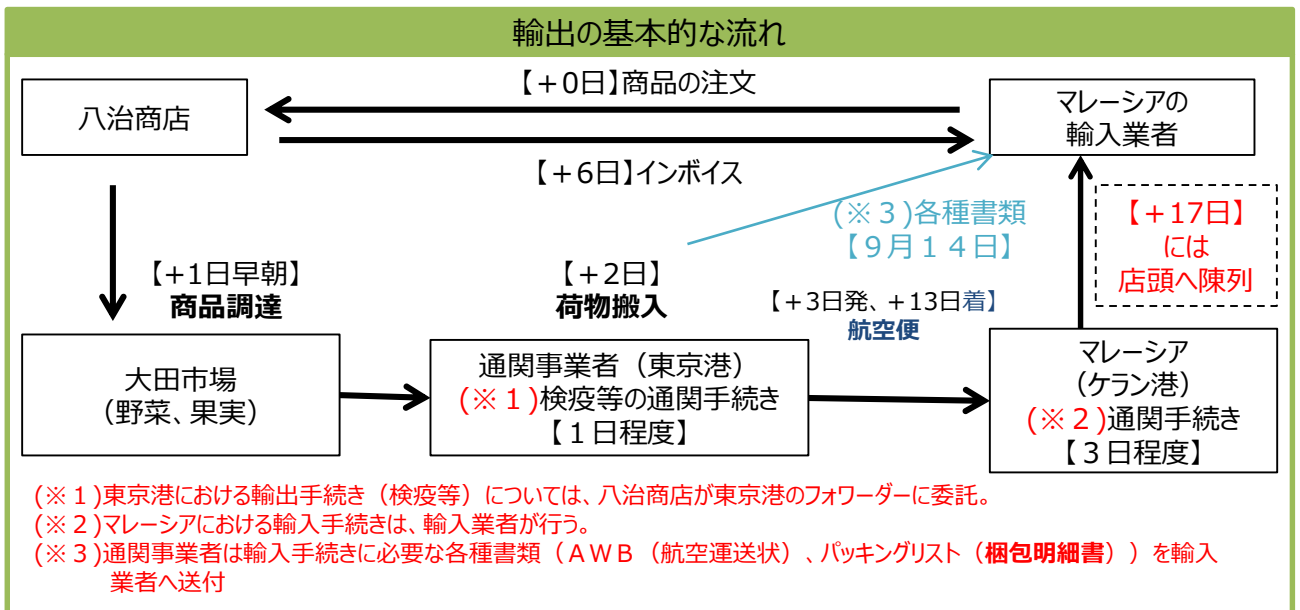 輸出の基本的な流れ
【＋0日】商品の注文
八治商店
マレーシアの
輸入業者
【＋6日】インボイス
(※３)各種書類
【９月１４日】
【＋17日】
には
店頭へ陳列
【+1日早朝】
商品調達
【＋2日】
荷物搬入
【＋3日発、＋13日着】
航空便
大田市場
（野菜、果実）
通関事業者（東京港）
(※１)検疫等の通関手続き
【１日程度】
マレーシア
（ケラン港）
(※２)通関手続き
【３日程度】
(※１)東京港における輸出手続き（検疫等）については、八治商店が東京港のフォワーダーに委託。
(※２)マレーシアにおける輸入手続きは、輸入業者が行う。
(※３)通関事業者は輸入手続きに必要な各種書類（ＡＷＢ（航空運送状）、パッキングリスト（梱包明細書））を輸入
業者へ送付